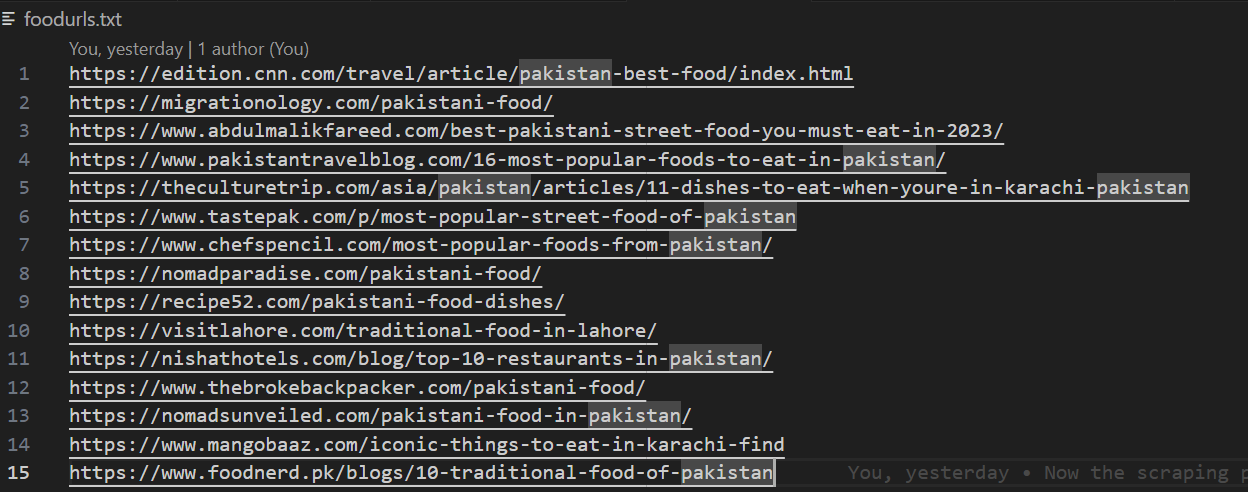 foodurls.txt
You, yesterday | 1 author (You)
1 https://edition.cnn.com/travel/article/pakistan-best-food/index.html
2 https://migrationology.com/pakistani-food/
3 https://www.abdulmalikfareed.com/best-pakistani-street-food-you-must-eat-in-2023/
4 https://www.pakistantravelblog.com/16-most-popular-foods-to-eat-in-pakistan/
5 https://theculturetrip.com/asia/pakistan/articles/11-dishes-to-eat-when-youre-in-karachi-pakistan
6 https://www.tastepak.com/p/most-popular-street-food-of-pakistan
7 https://www.chefspencil.com/most-popular-foods-from-pakistan/
8 https://nomadparadise.com/pakistani-food/
9 https://recipe52.com/pakistani-food-dishes/
10 https://visitlahore.com/traditional-food-in-lahore/
11 https://nishathotels.com/blog/top-10-restaurants-in-pakistan/
12 https://www.thebrokebackpacker.com/pakistani-food/
13 https://nomadsunveiled.com/pakistani-food-in-pakistan/
14 https://www.mangobaaz.com/iconic-things-to-eat-in-karachi-find
15 https://www.foodnerd.pk/blogs/10-traditional-food-of-pakistan You, yesterday • Now the scraping p